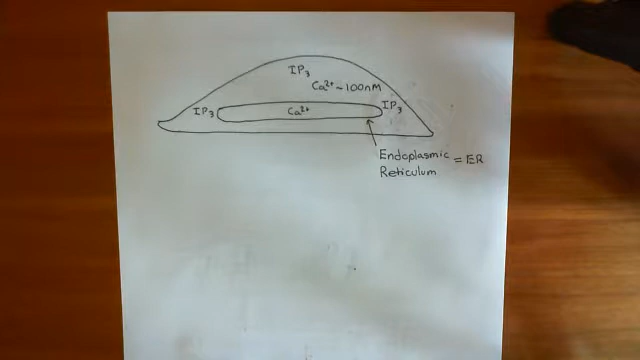 IP₃
Ca²⁺ ~ 100nM
IP₃ Ca²⁺ IP₃
Endoplasmic = ER
Reticulum